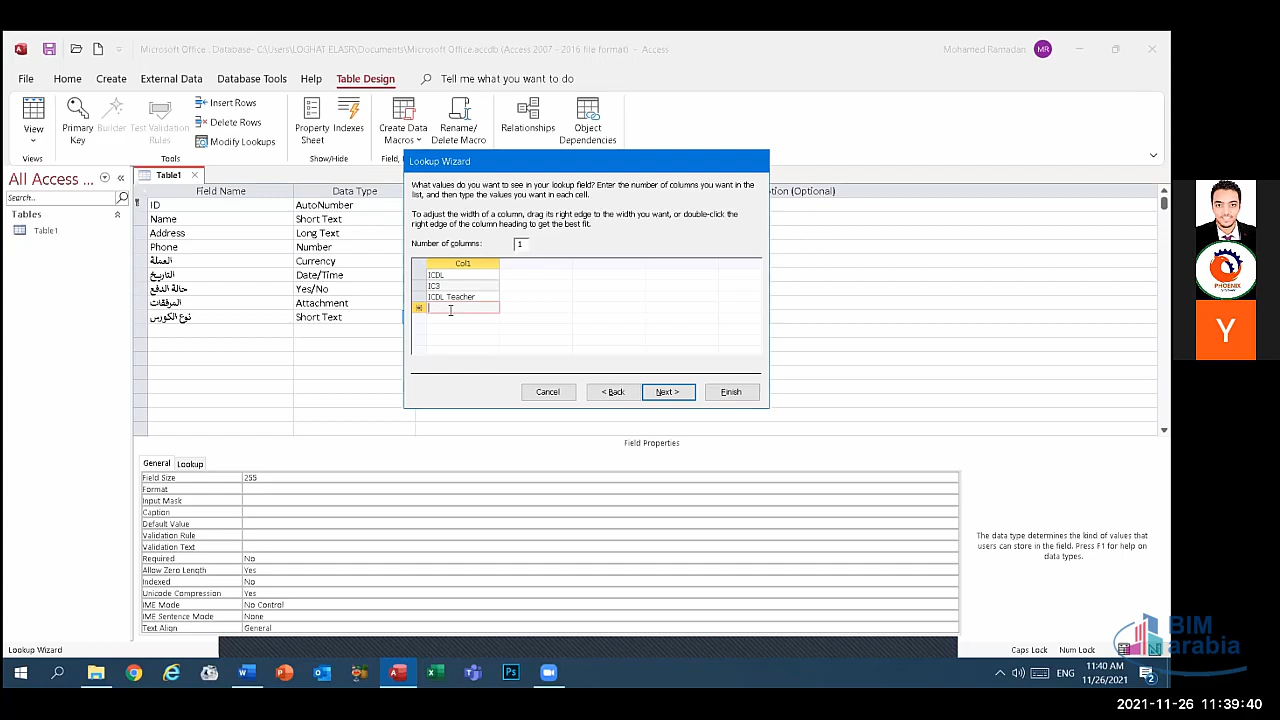 Microsoft Office : Database- C:\Users\LOGHAT ELASR\Documents\Microsoft Office.accdb (Access 2007 - 2016 file format) - Access
Mohamed Ramadan
MR
File Home Create External Data Database Tools Help Table Design Tell me what you want to do
View
Views
Primary Key
Builder
Test Validation Rules
Insert Rows
Delete Rows
Modify Lookups
Tools
Property Sheet
Indexes
Show/Hide
Create Data Macros
Rename/ Delete Macro
Field,
Relationships
Object Dependencies
All Access ...
Search...
Tables
Table1
Table1
Field Name Data Type
tion (Optional)
ID AutoNumber
Name Short Text
Address Long Text
Phone Number
العملة Currency
التاريخ Date/Time
حالة الدفع Yes/No
المرفقات Attachment
نوع الكورس Short Text
Lookup Wizard
What values do you want to see in your lookup field? Enter the number of columns you want in the
list, and then type the values you want in each cell.
To adjust the width of a column, drag its right edge to the width you want, or double-click the
right edge of the column heading to get the best fit.
Number of columns: 1
Col1
ICDL
IC3
ICDL Teacher
Cancel < Back Next > Finish
Field Properties
General Lookup
Field Size 255
Format
Input Mask
Caption
Default Value
Validation Rule
Validation Text
Required No
Allow Zero Length Yes
Indexed No
Unicode Compression Yes
IME Mode No Control
IME Sentence Mode None
Text Align General
The data type determines the kind of values that
users can store in the field. Press F1 for help on
data types.
PHOENIX
Y
BIM
arabia
Lookup Wizard
Caps Lock Num Lock
ENG
11:40 AM
11/26/2021
2
2021-11-26 11:39:40